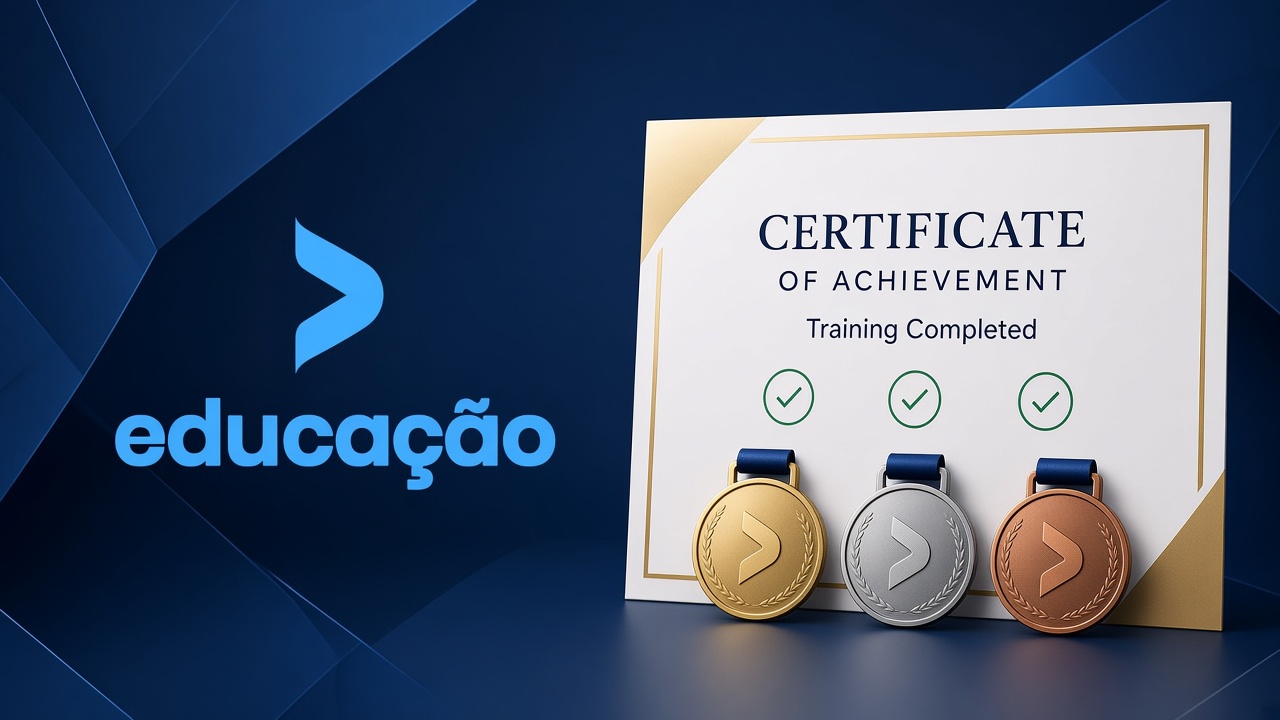 educação
CERTIFICATE
OF ACHIEVEMENT
Training Completed